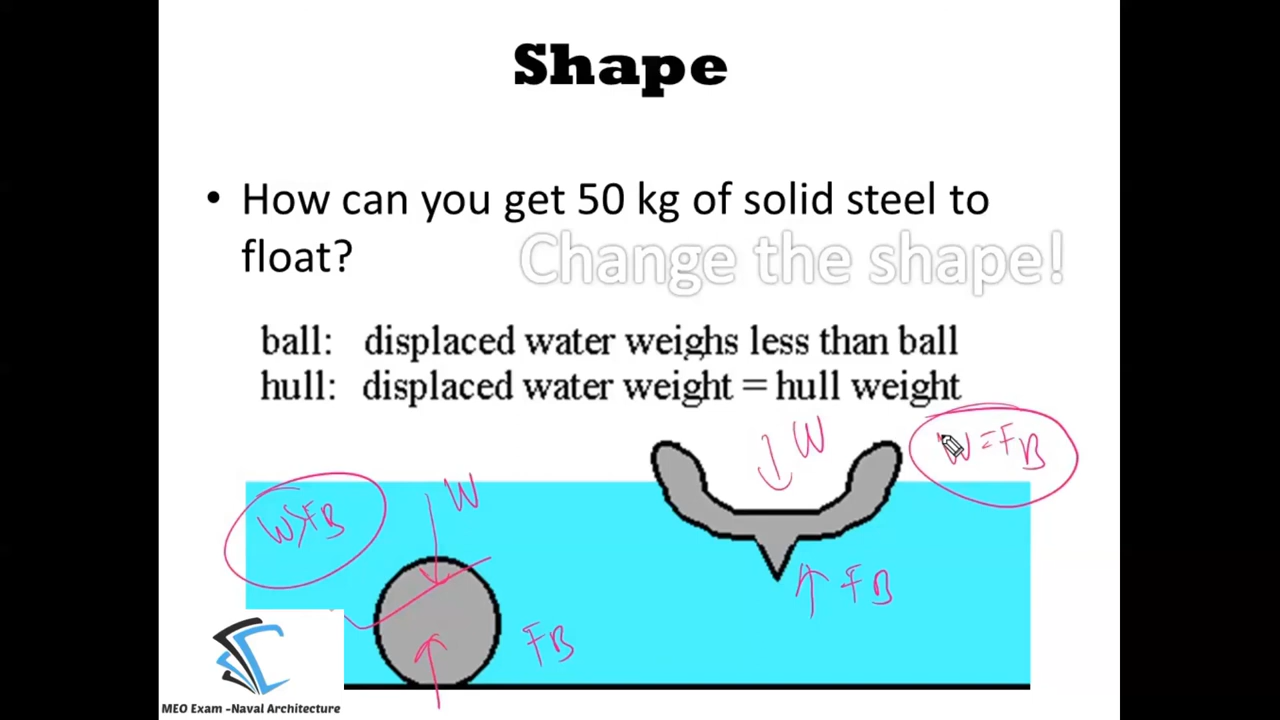 Shape
• How can you get 50 kg of solid steel to
float?
Change the shape!
ball: displaced water weighs less than ball
hull: displaced water weight = hull weight
W
W = FB
W
W>FB
FB
FB
MEO Exam -Naval Architecture